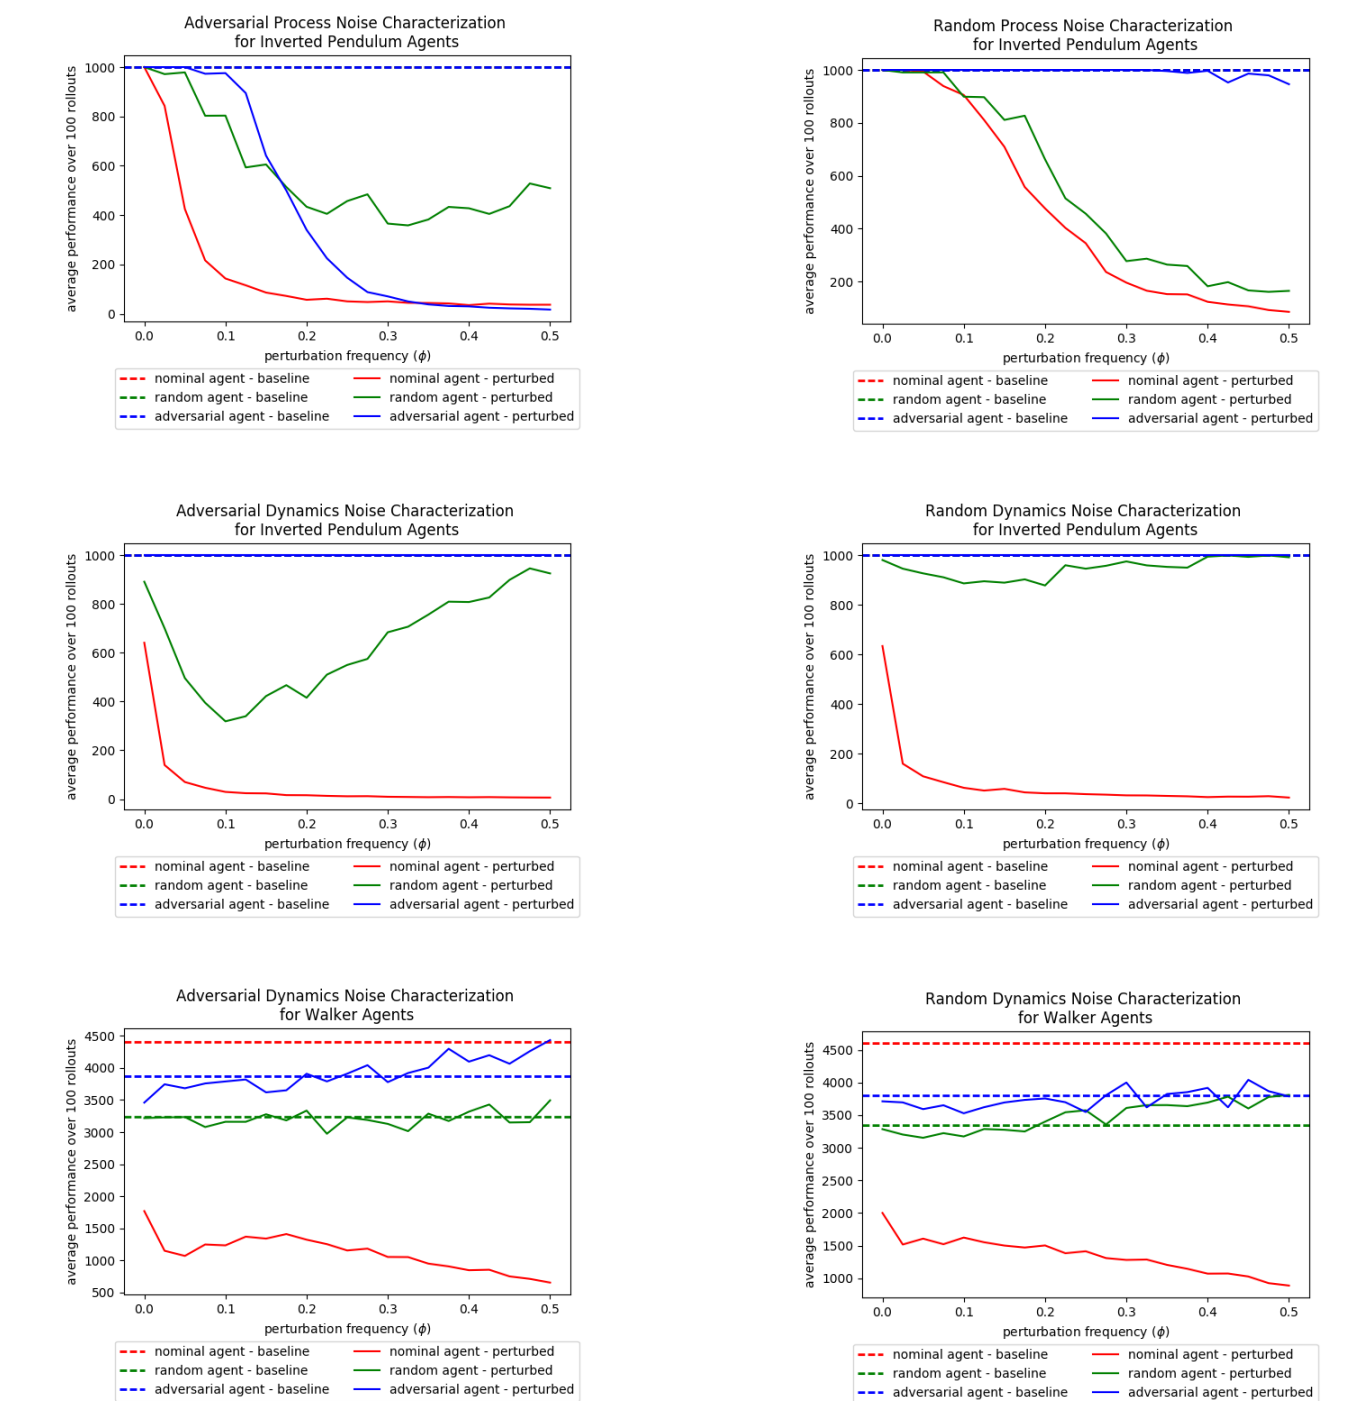 Adversarial Process Noise Characterization
for Inverted Pendulum Agents
average performance over 100 rollouts
1000
800
600
400
200
0
0.0 0.1 0.2 0.3 0.4 0.5
perturbation frequency (ϕ)
nominal agent - baseline nominal agent - perturbed
random agent - baseline random agent - perturbed
adversarial agent - baseline adversarial agent - perturbed
Random Process Noise Characterization
for Inverted Pendulum Agents
average performance over 100 rollouts
1000
800
600
400
200
0.0 0.1 0.2 0.3 0.4 0.5
perturbation frequency (ϕ)
nominal agent - baseline nominal agent - perturbed
random agent - baseline random agent - perturbed
adversarial agent - baseline adversarial agent - perturbed
Adversarial Dynamics Noise Characterization
for Inverted Pendulum Agents
average performance over 100 rollouts
1000
800
600
400
200
0
0.0 0.1 0.2 0.3 0.4 0.5
perturbation frequency (ϕ)
nominal agent - baseline nominal agent - perturbed
random agent - baseline random agent - perturbed
adversarial agent - baseline adversarial agent - perturbed
Random Dynamics Noise Characterization
for Inverted Pendulum Agents
average performance over 100 rollouts
1000
800
600
400
200
0
0.0 0.1 0.2 0.3 0.4 0.5
perturbation frequency (ϕ)
nominal agent - baseline nominal agent - perturbed
random agent - baseline random agent - perturbed
adversarial agent - baseline adversarial agent - perturbed
Adversarial Dynamics Noise Characterization
for Walker Agents
average performance over 100 rollouts
4500
4000
3500
3000
2500
2000
1500
1000
500
0.0 0.1 0.2 0.3 0.4 0.5
perturbation frequency (ϕ)
nominal agent - baseline nominal agent - perturbed
random agent - baseline random agent - perturbed
adversarial agent - baseline adversarial agent - perturbed
Random Dynamics Noise Characterization
for Walker Agents
average performance over 100 rollouts
4500
4000
3500
3000
2500
2000
1500
1000
0.0 0.1 0.2 0.3 0.4 0.5
perturbation frequency (ϕ)
nominal agent - baseline nominal agent - perturbed
random agent - baseline random agent - perturbed
adversarial agent - baseline adversarial agent - perturbed